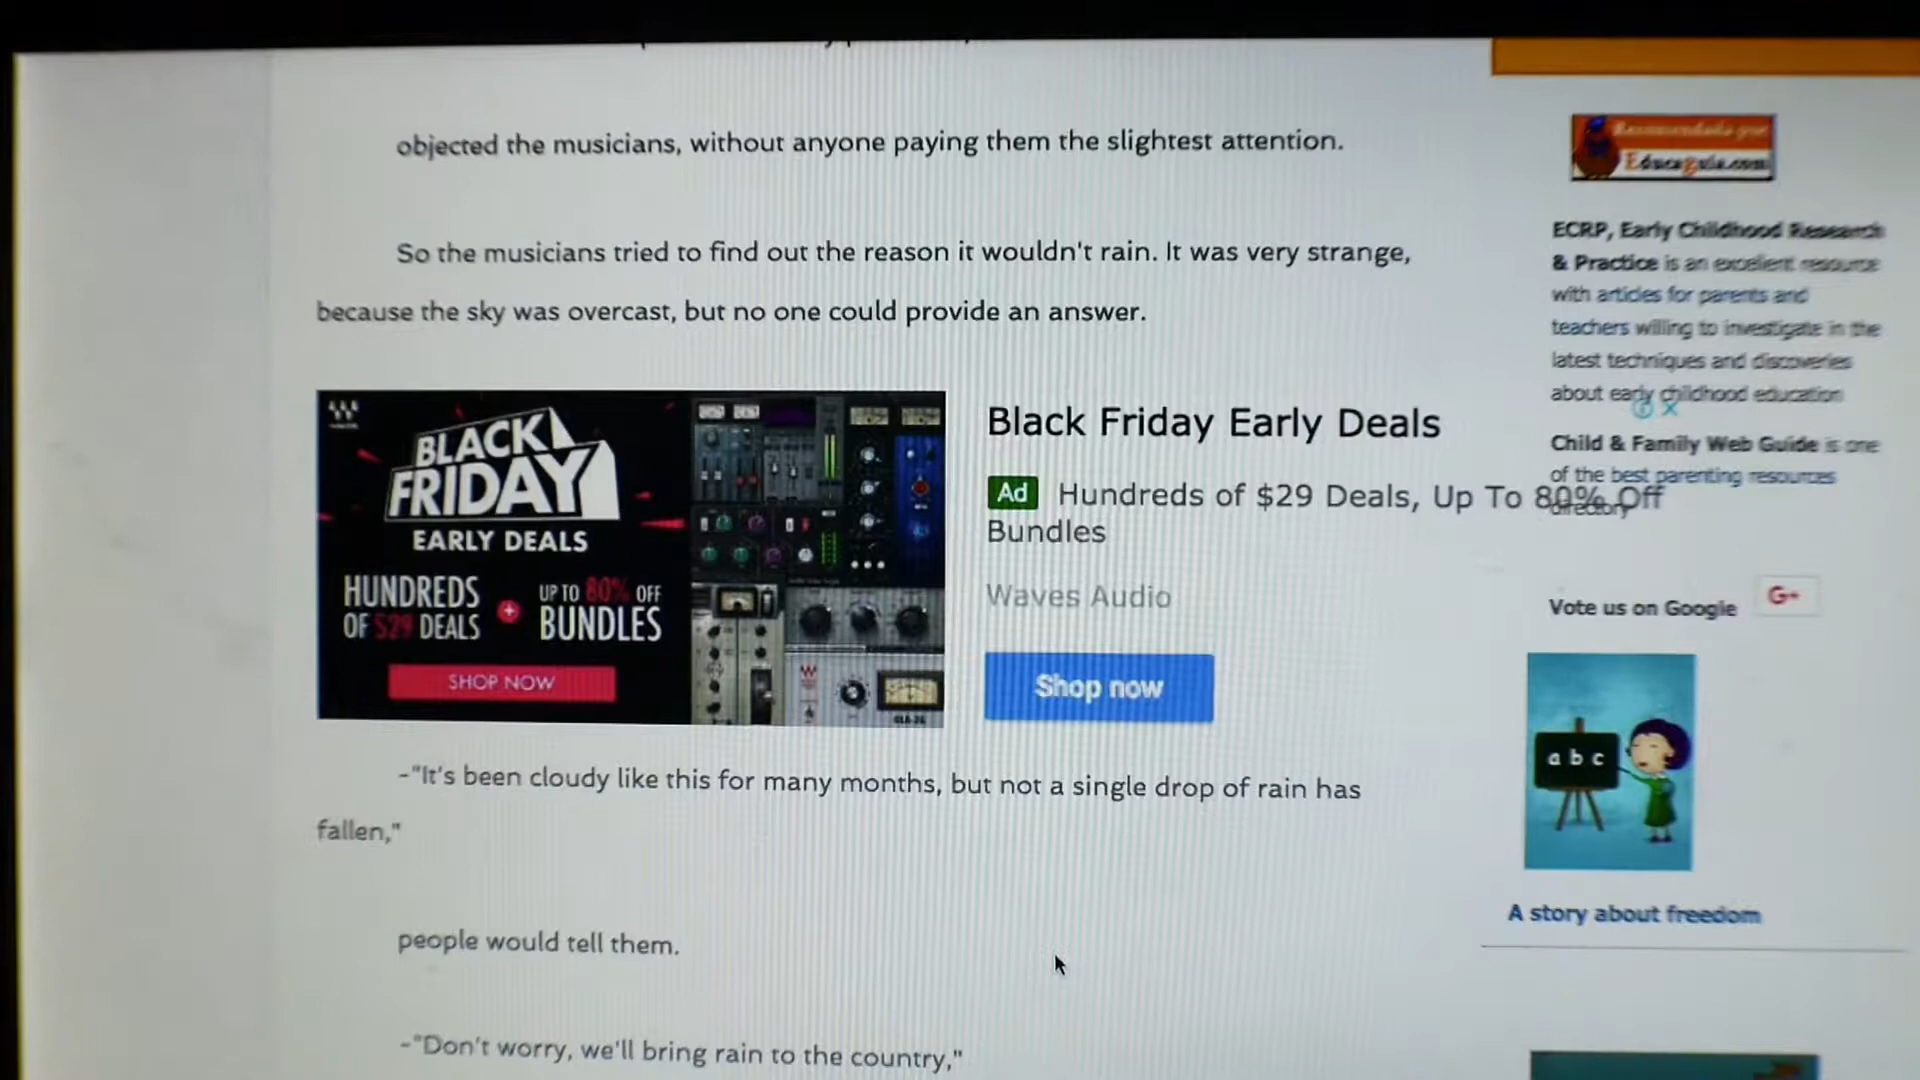 objected the musicians, without anyone paying them the slightest attention.
So the musicians tried to find out the reason it wouldn't rain. It was very strange,
because the sky was overcast, but no one could provide an answer.
BLACK
FRIDAY
EARLY DEALS
HUNDREDS
OF $29 DEALS
+
UP TO 80% OFF
BUNDLES
SHOP NOW
Black Friday Early Deals
Ad Hundreds of $29 Deals, Up To 80% Off
Bundles
Waves Audio
Shop now
-"It's been cloudy like this for many months, but not a single drop of rain has
fallen,"
people would tell them.
-"Don't worry, we'll bring rain to the country,"
Recomendada por
Educaguia.com
ECRP, Early Childhood Research
& Practice is an excellent resource
with articles for parents and
teachers willing to investigate in the
latest techniques and discoveries
about early childhood education
Child & Family Web Guide is one
of the best parenting resources
directory
Vote us on Google
G+
a b c
A story about freedom